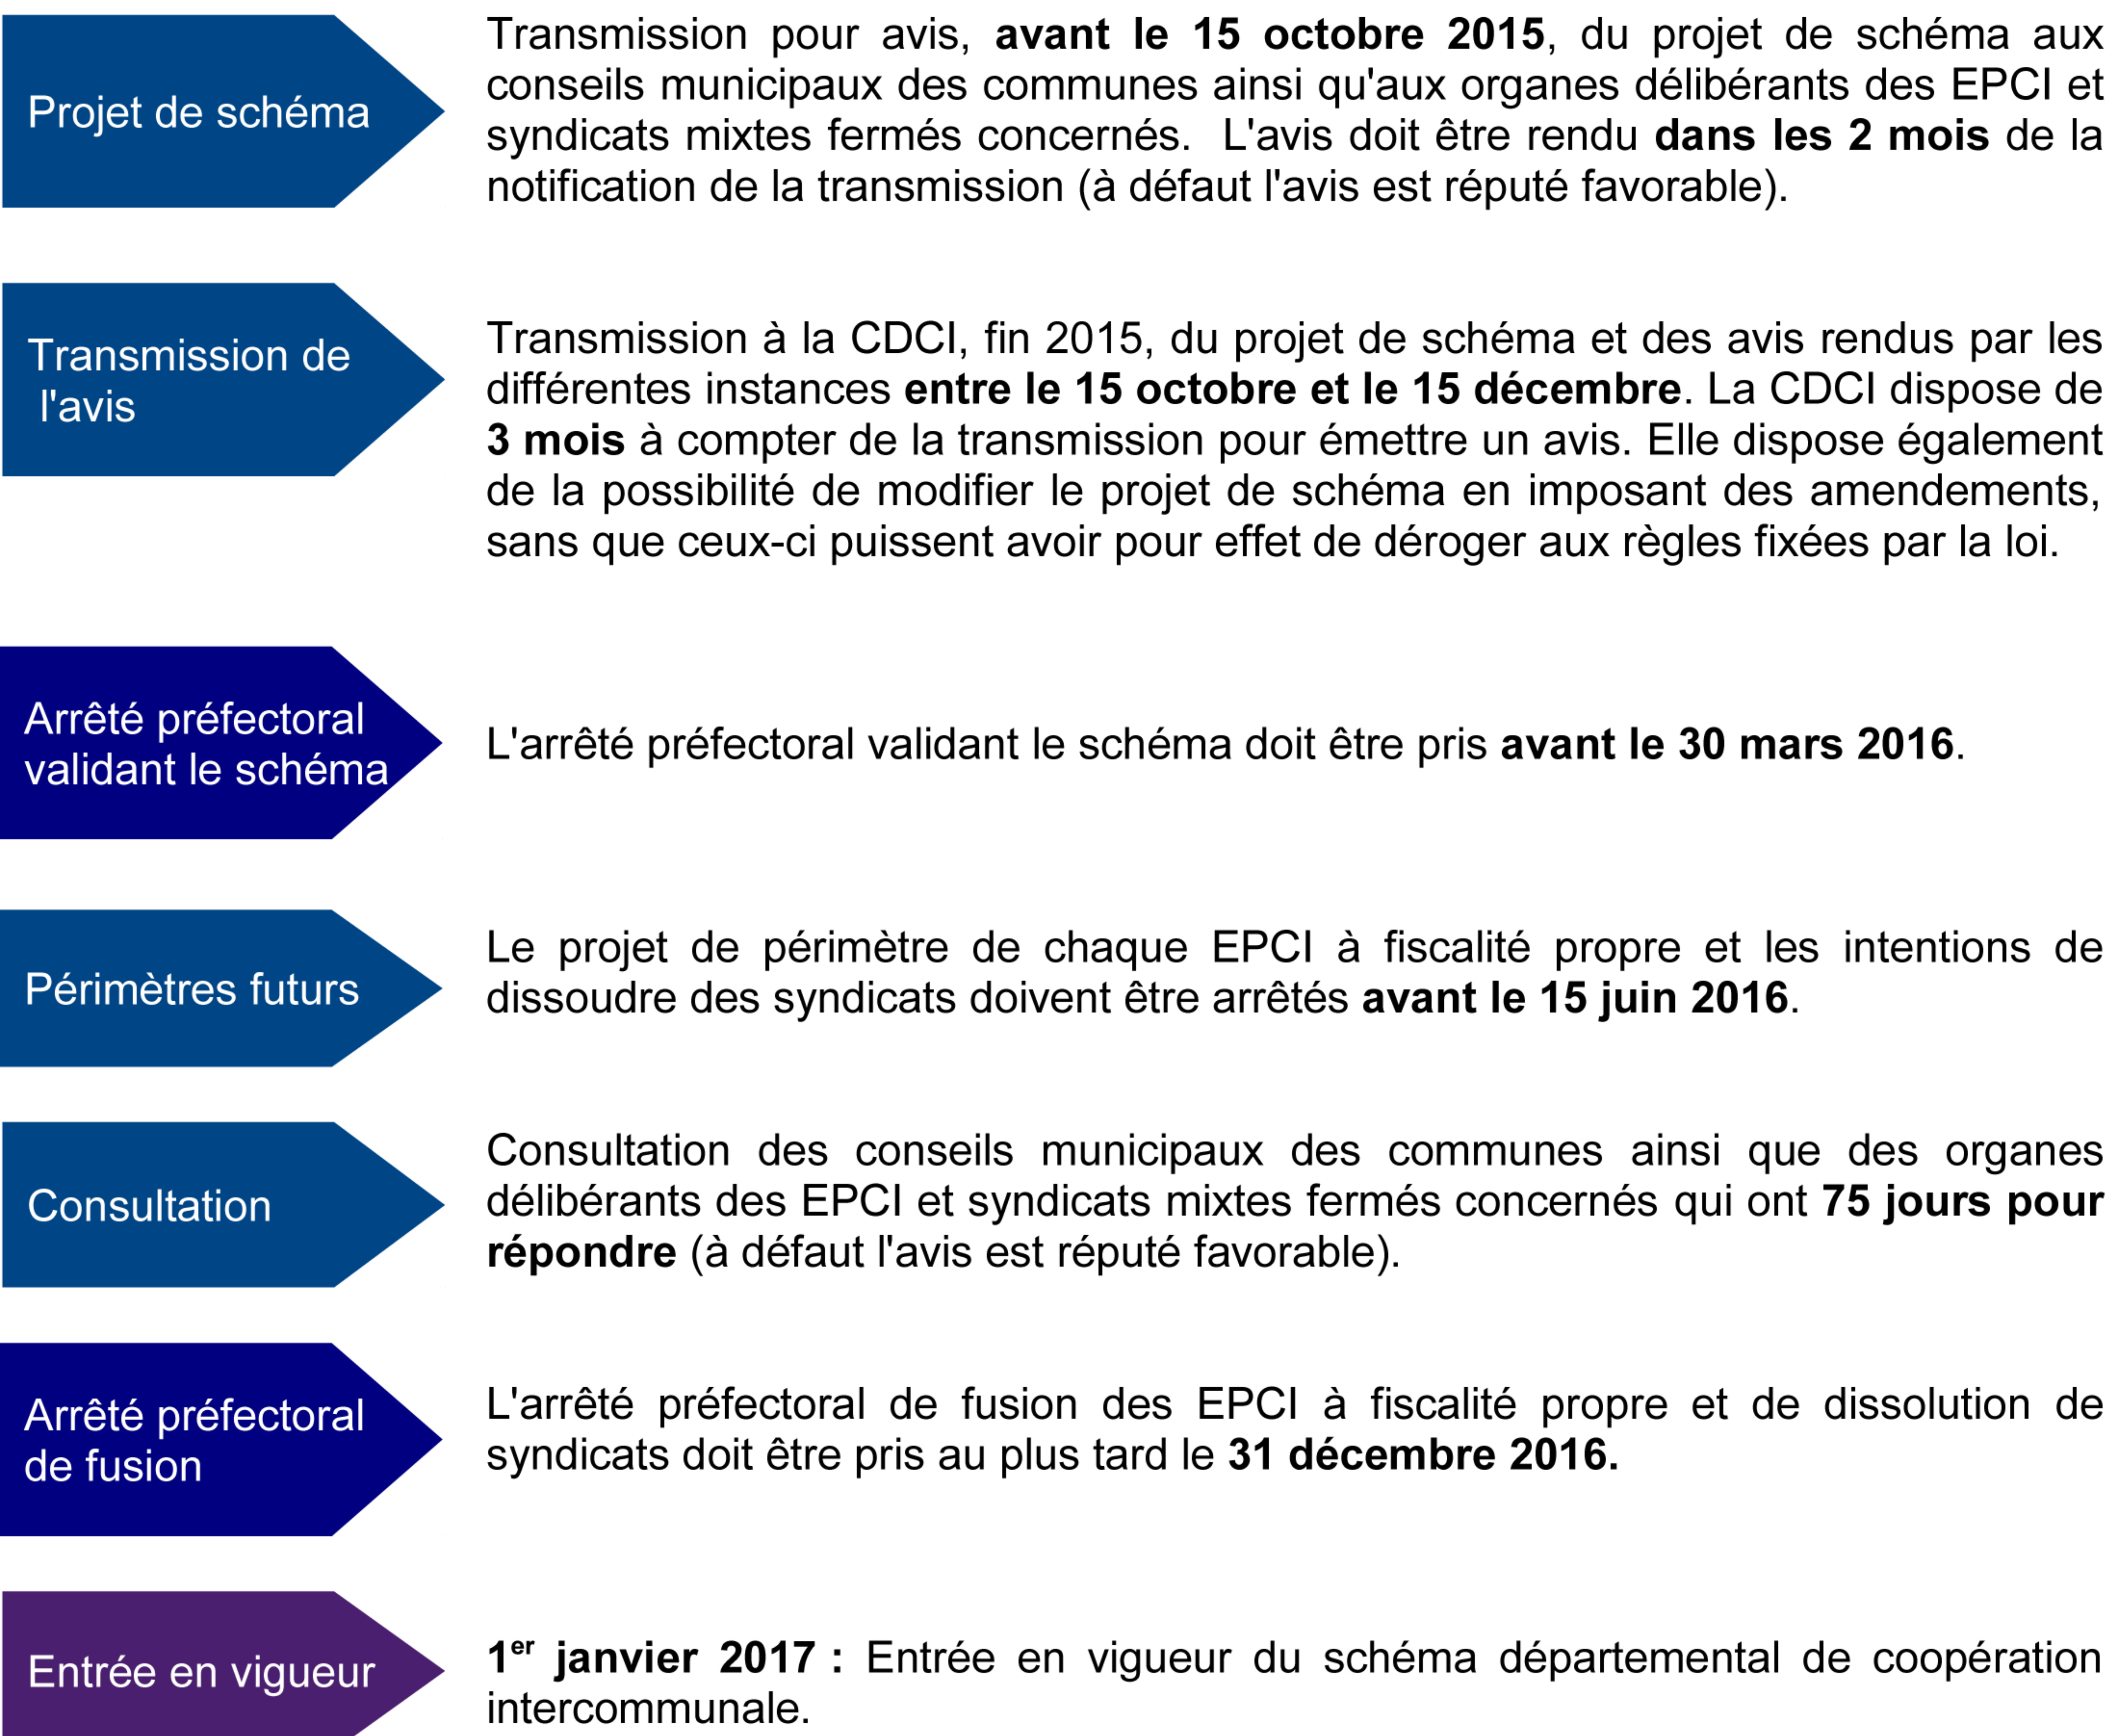 Projet de schéma
Transmission pour avis, avant le 15 octobre 2015, du projet de schéma aux
conseils municipaux des communes ainsi qu'aux organes délibérants des EPCI et
syndicats mixtes fermés concernés. L'avis doit être rendu dans les 2 mois de la
notification de la transmission (à défaut l'avis est réputé favorable).
Transmission de
l'avis
Transmission à la CDCI, fin 2015, du projet de schéma et des avis rendus par les
différentes instances entre le 15 octobre et le 15 décembre. La CDCI dispose de
3 mois à compter de la transmission pour émettre un avis. Elle dispose également
de la possibilité de modifier le projet de schéma en imposant des amendements,
sans que ceux-ci puissent avoir pour effet de déroger aux règles fixées par la loi.
Arrêté préfectoral
validant le schéma
L'arrêté préfectoral validant le schéma doit être pris avant le 30 mars 2016.
Périmètres futurs
Le projet de périmètre de chaque EPCI à fiscalité propre et les intentions de
dissoudre des syndicats doivent être arrêtés avant le 15 juin 2016.
Consultation
Consultation des conseils municipaux des communes ainsi que des organes
délibérants des EPCI et syndicats mixtes fermés concernés qui ont 75 jours pour
répondre (à défaut l'avis est réputé favorable).
Arrêté préfectoral
de fusion
L'arrêté préfectoral de fusion des EPCI à fiscalité propre et de dissolution de
syndicats doit être pris au plus tard le 31 décembre 2016.
Entrée en vigueur
1er janvier 2017 : Entrée en vigueur du schéma départemental de coopération
intercommunale.